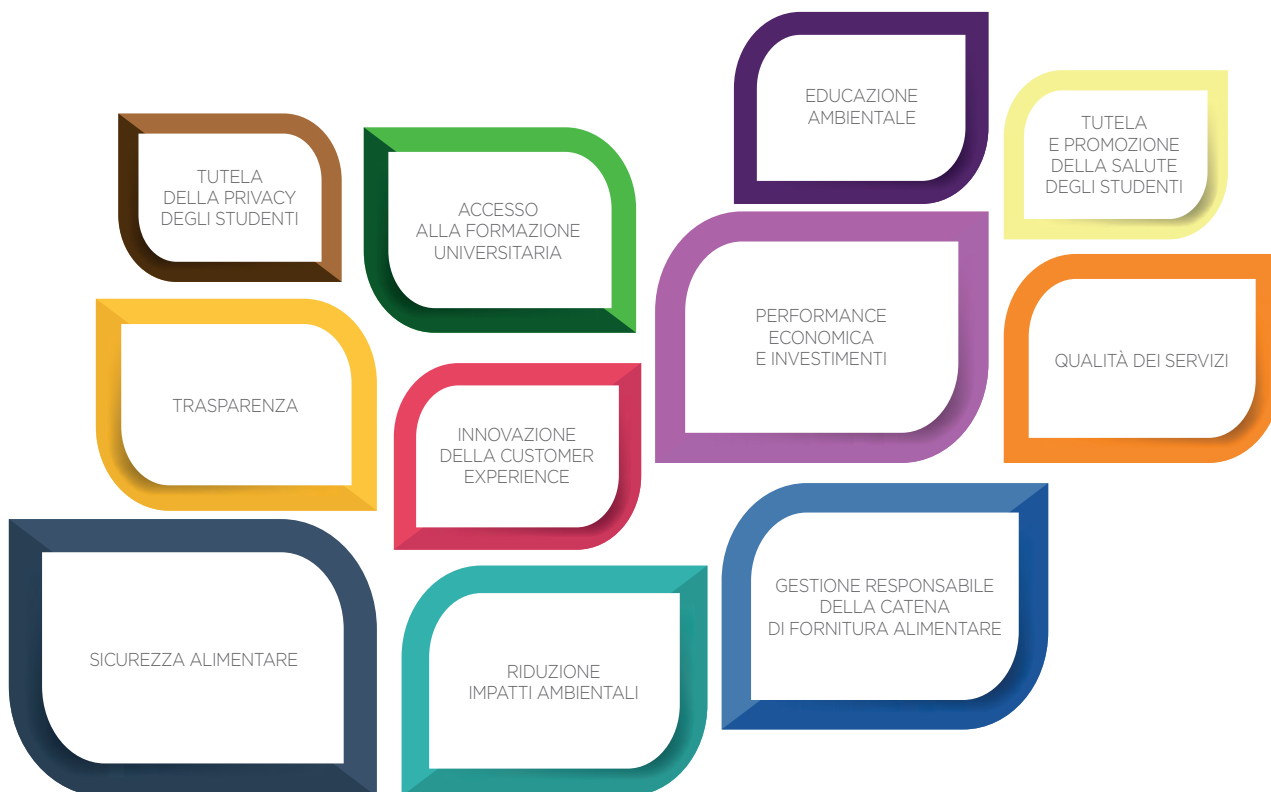 EDUCAZIONE
AMBIENTALE
TUTELA
E PROMOZIONE
DELLA SALUTE
DEGLI STUDENTI
TUTELA
DELLA PRIVACY
DEGLI STUDENTI
ACCESSO
ALLA FORMAZIONE
UNIVERSITARIA
PERFORMANCE
ECONOMICA
E INVESTIMENTI
QUALITÀ DEI SERVIZI
TRASPARENZA
INNOVAZIONE
DELLA CUSTOMER
EXPERIENCE
GESTIONE RESPONSABILE
DELLA CATENA
DI FORNITURA ALIMENTARE
SICUREZZA ALIMENTARE
RIDUZIONE
IMPATTI AMBIENTALI